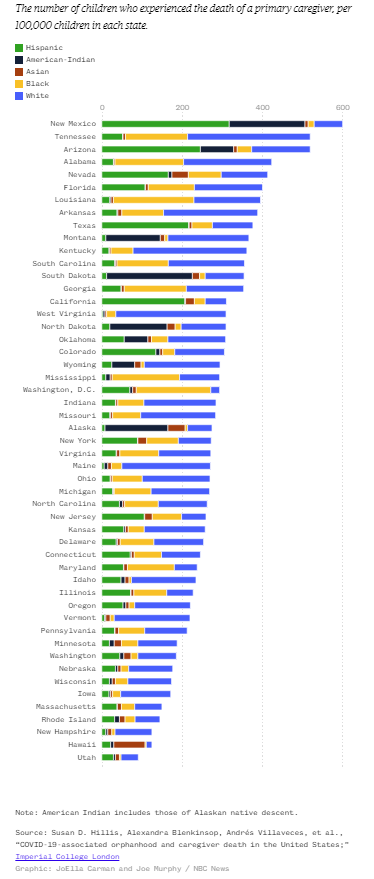 The number of children who experienced the death of a primary caregiver, per
100,000 children in each state.
Hispanic
American-Indian
Asian
Black
White
0 200 400 600
New Mexico
Tennessee
Arizona
Alabama
Nevada
Florida
Louisiana
Arkansas
Texas
Montana
Kentucky
South Carolina
South Dakota
Georgia
California
West Virginia
North Dakota
Oklahoma
Colorado
Wyoming
Mississippi
Washington, D.C.
Indiana
Missouri
Alaska
New York
Virginia
Maine
Ohio
Michigan
North Carolina
New Jersey
Kansas
Delaware
Connecticut
Maryland
Idaho
Illinois
Oregon
Vermont
Pennsylvania
Minnesota
Washington
Nebraska
Wisconsin
Iowa
Massachusetts
Rhode Island
New Hampshire
Hawaii
Utah
Note: American Indian includes those of Alaskan native descent.
Source: Susan D. Hillis, Alexandra Blenkinsop, Andrés Villaveces, et al.,
“COVID-19-associated orphanhood and caregiver death in the United States;”
Imperial College London
Graphic: JoElla Carman and Joe Murphy / NBC News